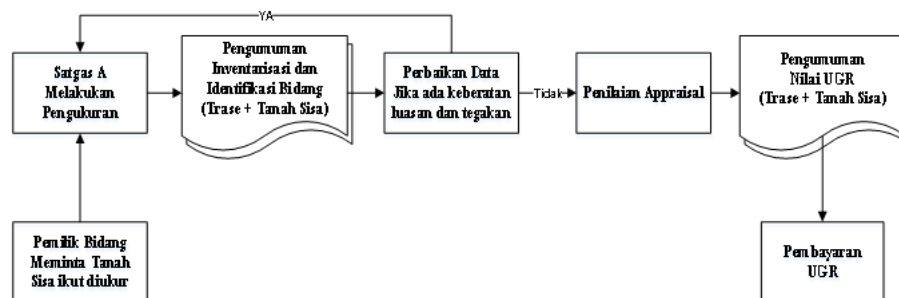 YA
Satgas A
Melakukan
Pengukuran
Pengumuman
Inventarisasi dan
Identifikasi Bidang
(Trase + Tanah Sisa)
Perbaikan Data
Jika ada keberatan
luasan dan tegakan
Tidak
Penilaian Appraisal
Pengumuman
Nilai UGR
(Trase + Tanah Sisa)
Pemilik Bidang
Meminta Tanah
Sisa ikut diukur
Pembayaran
UGR